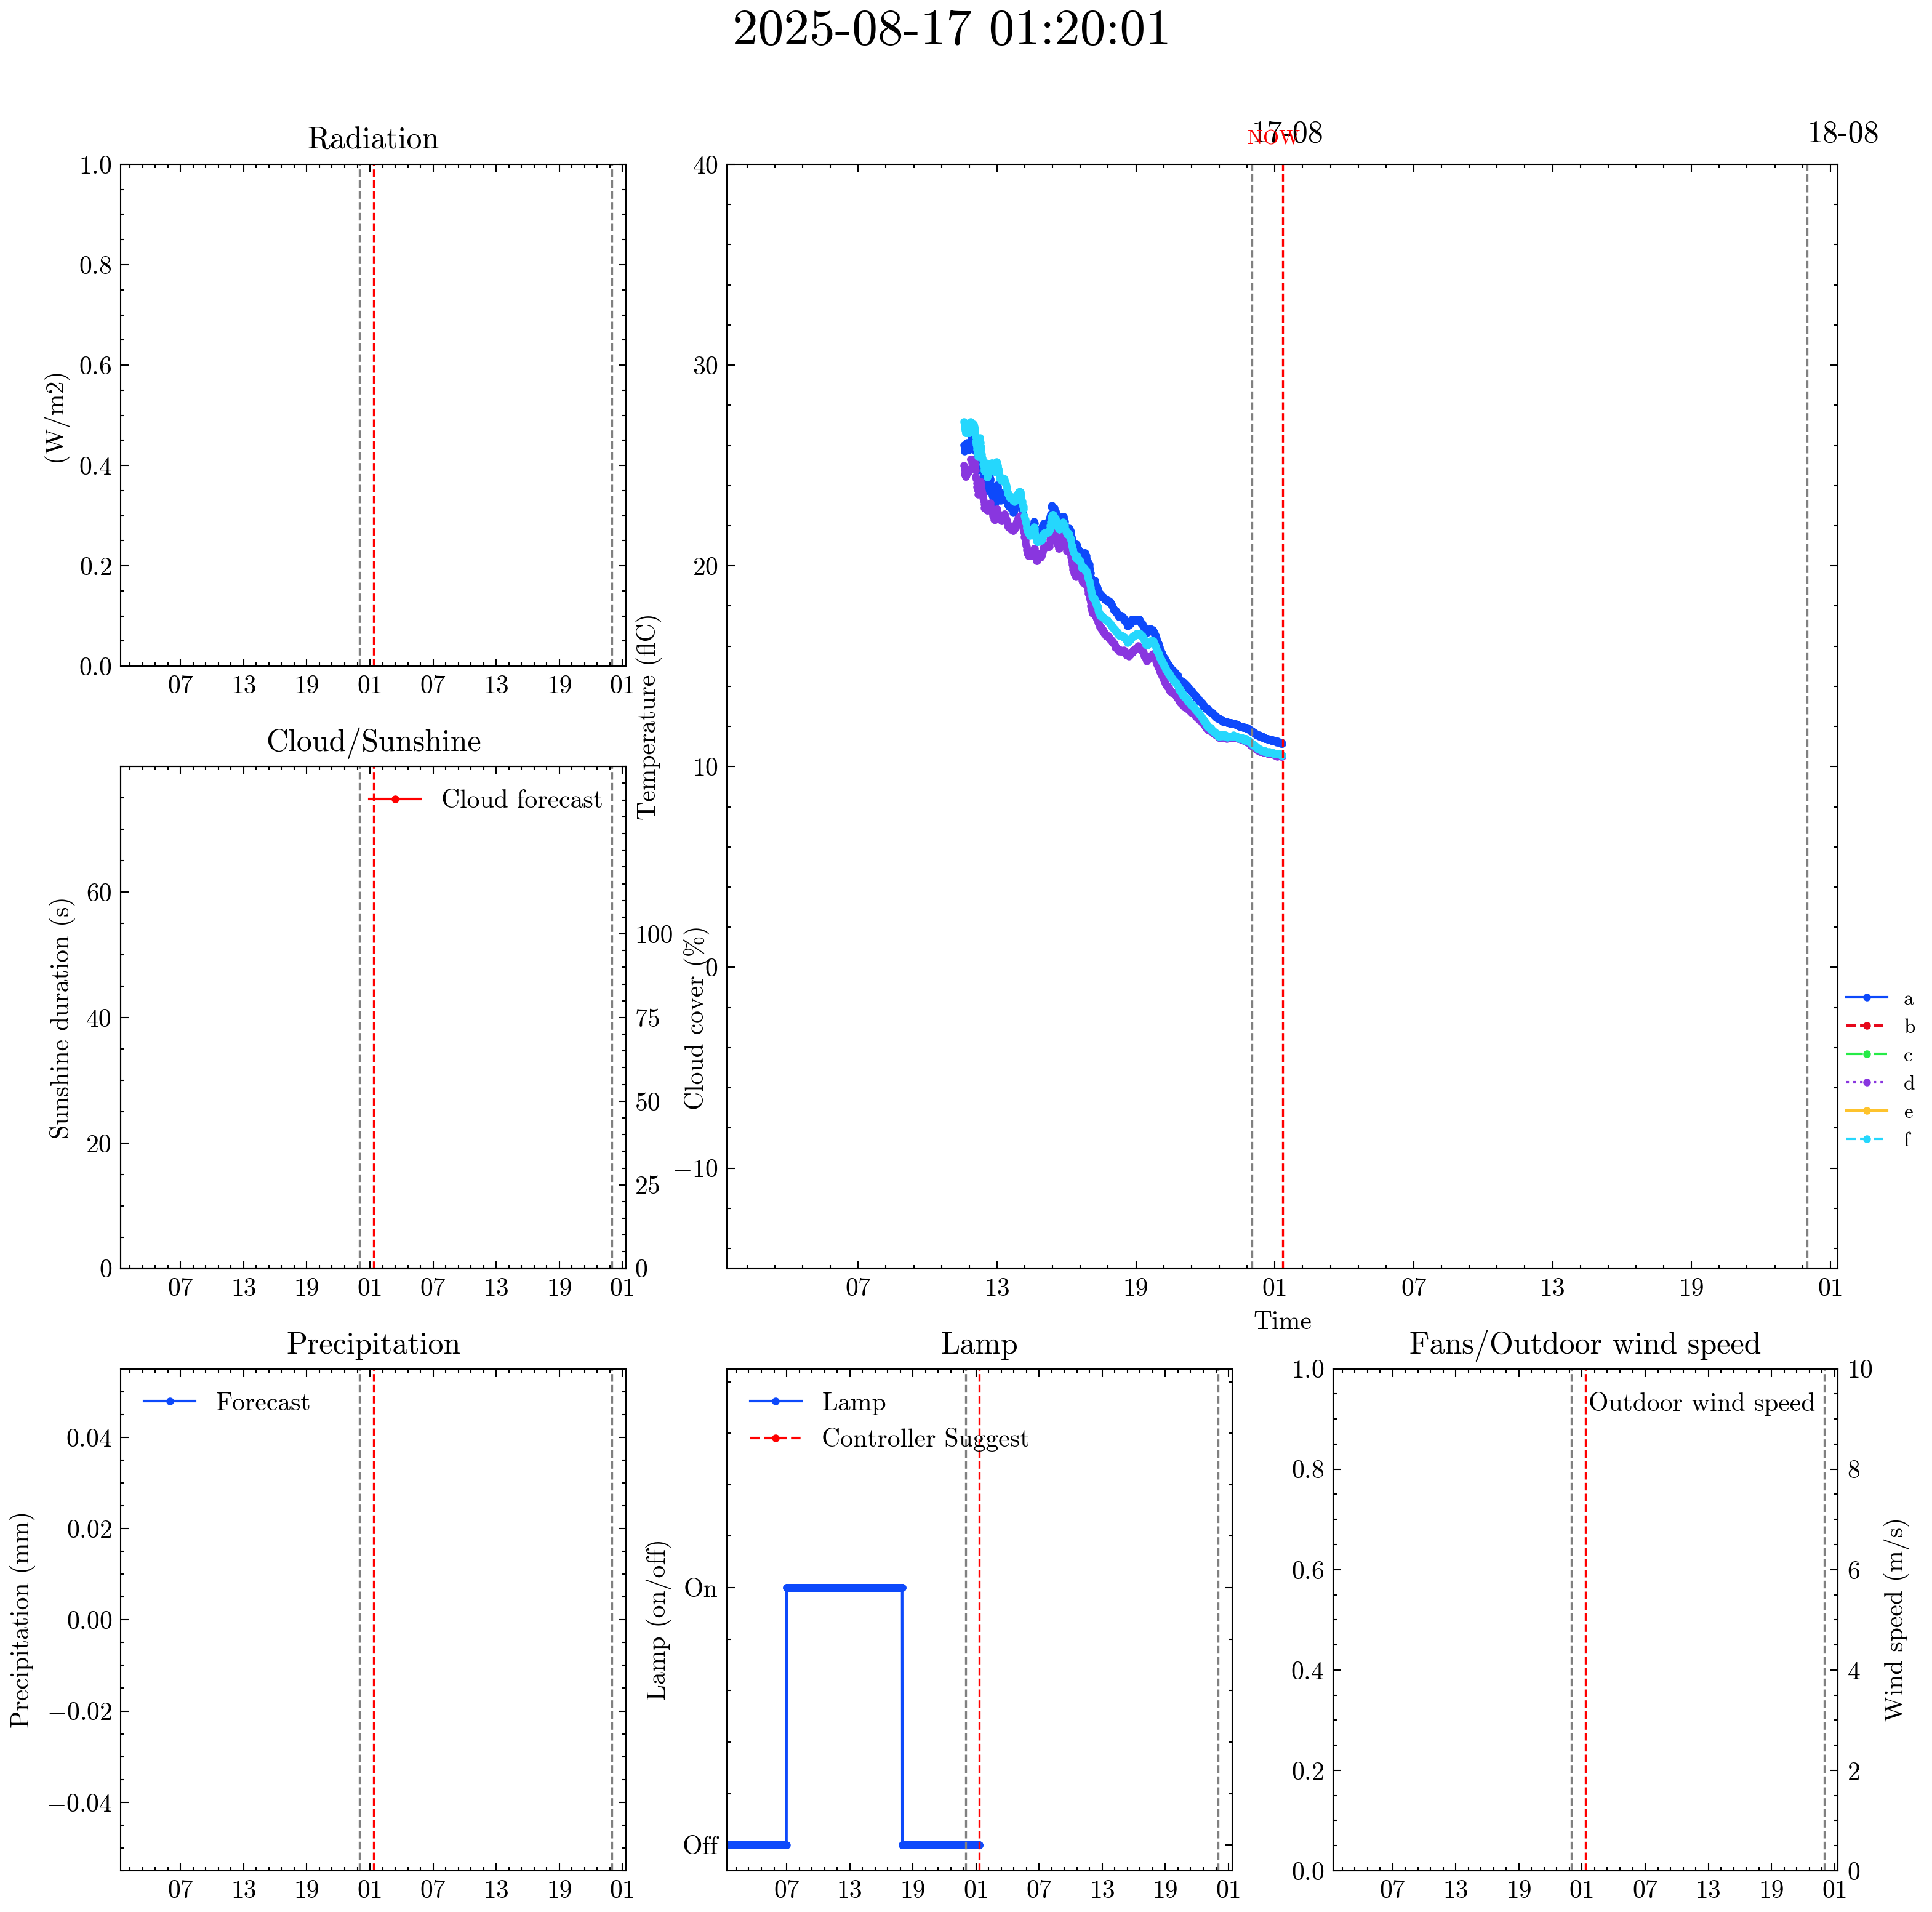 2025-08-17 01:20:01
Radiation
(W/m2)
1.0
0.8
0.6
0.4
0.2
0.0
07 13 19 01 07 13 19 01
NOW
17-08
18-08
Temperature (flC)
40
30
20
10
0
−10
07 13 19 01 07 13 19 01
Time
a
b
c
d
e
f
Cloud/Sunshine
Cloud forecast
Sunshine duration (s)
60
40
20
0
Cloud cover (%)
100
75
50
25
0
07 13 19 01 07 13 19 01
Precipitation
Forecast
Precipitation (mm)
0.04
0.02
0.00
−0.02
−0.04
07 13 19 01 07 13 19 01
Lamp
Lamp
Controller Suggest
Lamp (on/off)
On
Off
07 13 19 01 07 13 19 01
Fans/Outdoor wind speed
Outdoor wind speed
1.0
0.8
0.6
0.4
0.2
0.0
10
8
6
4
2
0
Wind speed (m/s)
07 13 19 01 07 13 19 01